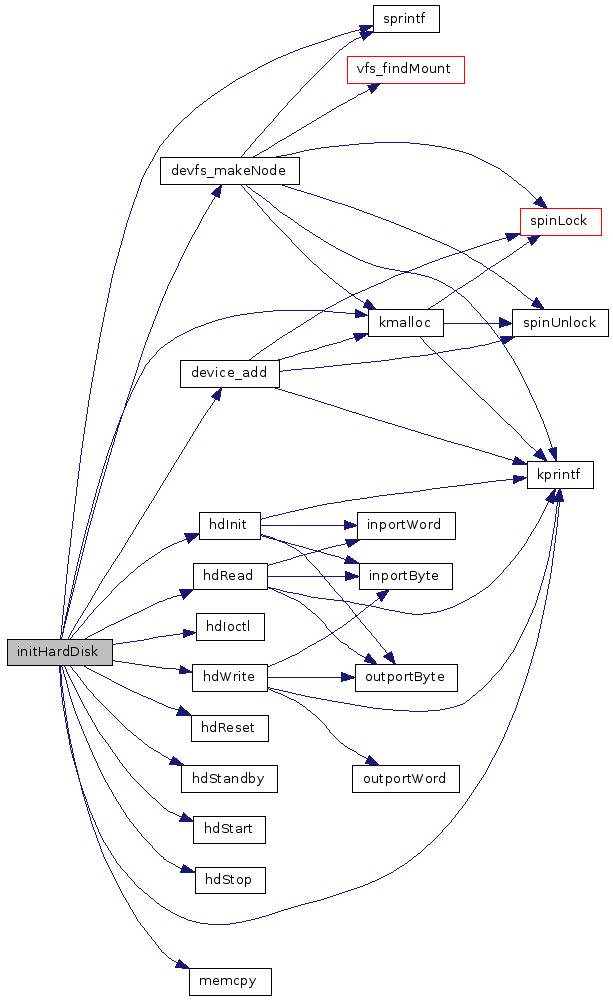 sprintf
vfs_findMount
devfs_makeNode
spinLock
kmalloc
spinUnlock
device_add
kprintf
hdInit
inportWord
hdRead
inportByte
hdIoctl
initHardDisk
hdWrite
outportByte
hdReset
hdStandby
outportWord
hdStart
hdStop
memcpy